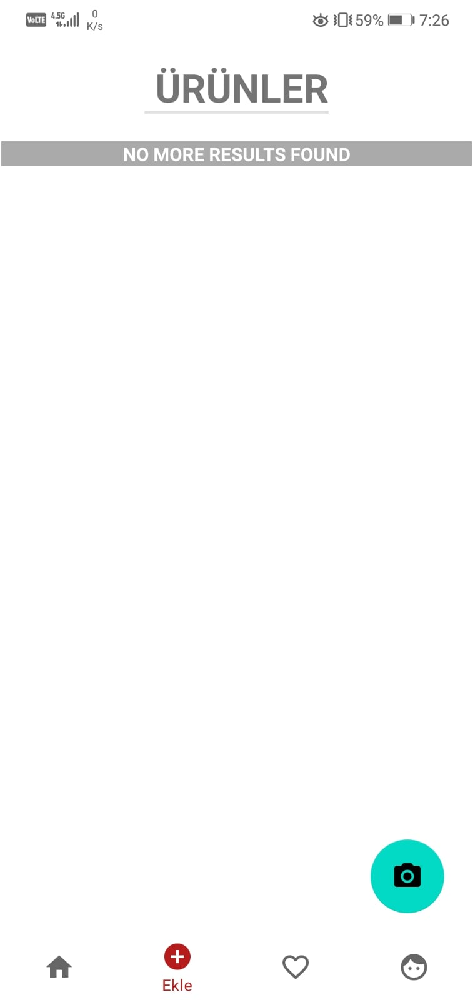 VoLTE 4.5G 0 K/s 59% 7:26
ÜRÜNLER
NO MORE RESULTS FOUND
Ekle